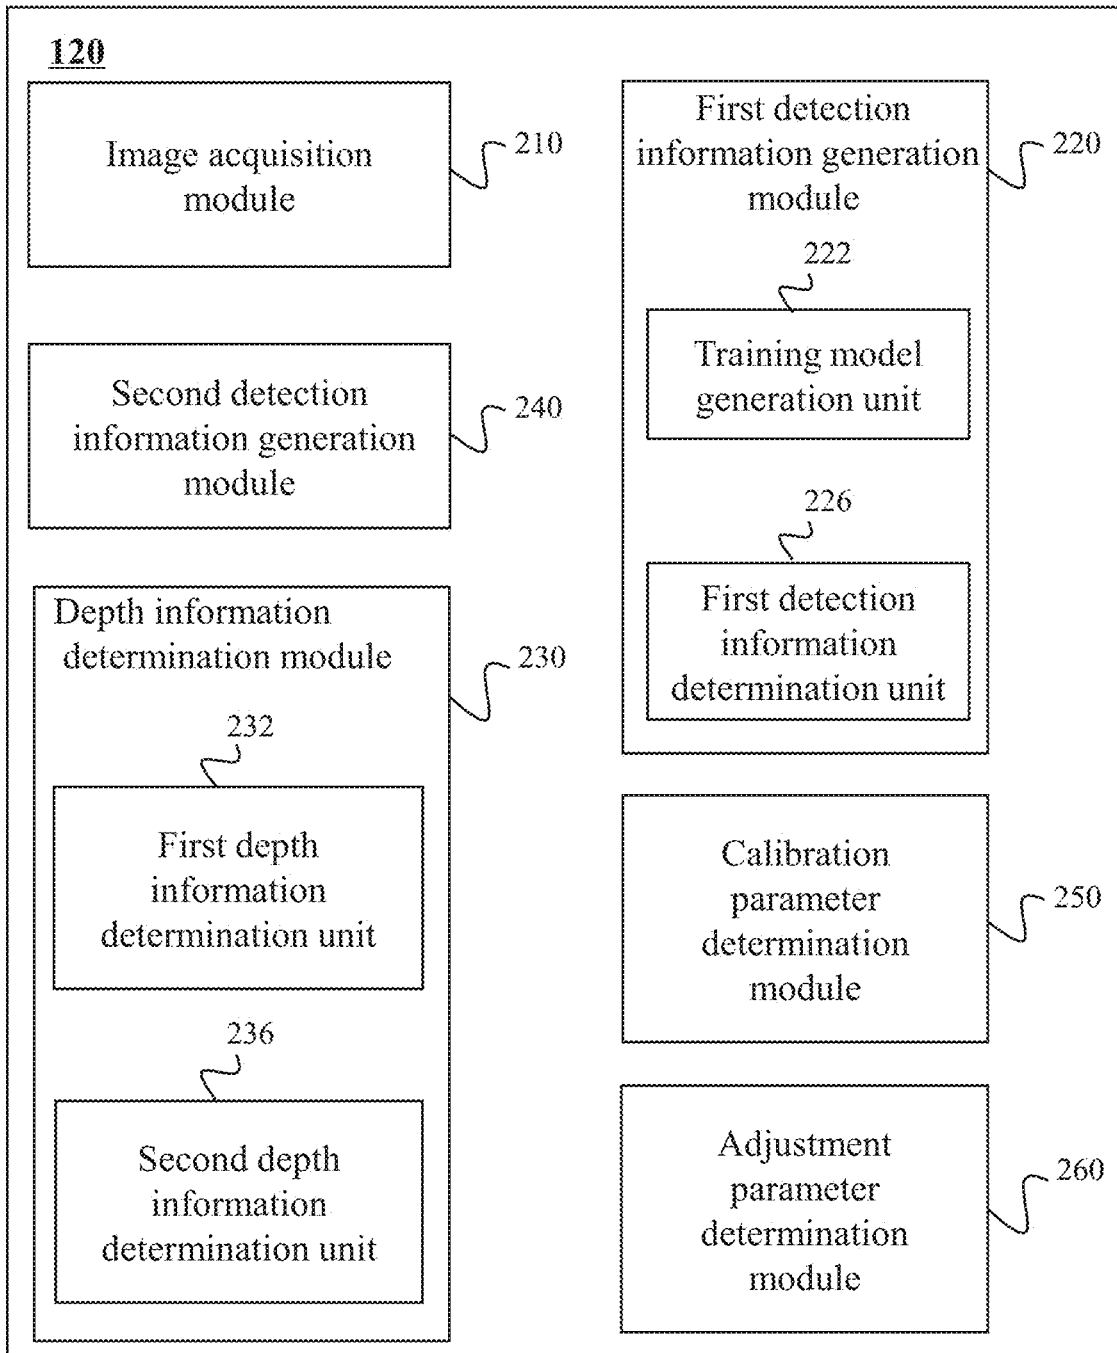 120
Image acquisition
module
210
First detection
information generation
module
220
222
Training model
generation unit
226
First detection
information
determination unit
Second detection
information generation
module
240
Depth information
determination module
230
232
First depth
information
determination unit
236
Second depth
information
determination unit
Calibration
parameter
determination
module
250
Adjustment
parameter
determination
module
260